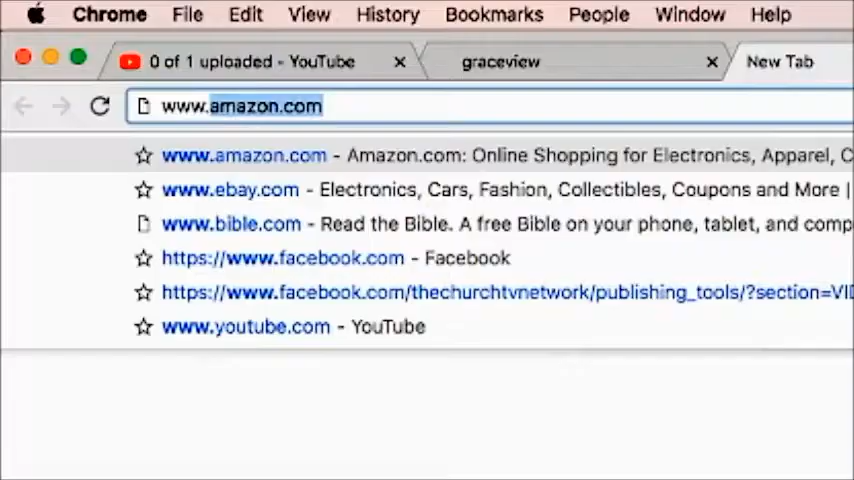 Chrome File Edit View History Bookmarks People Window Help
0 of 1 uploaded - YouTube graceview New Tab
www.amazon.com
www.amazon.com - Amazon.com: Online Shopping for Electronics, Apparel, C
www.ebay.com - Electronics, Cars, Fashion, Collectibles, Coupons and More |
www.bible.com - Read the Bible. A free Bible on your phone, tablet, and comp
https://www.facebook.com - Facebook
https://www.facebook.com/thechurchtvnetwork/publishing_tools/?section=VID
www.youtube.com - YouTube